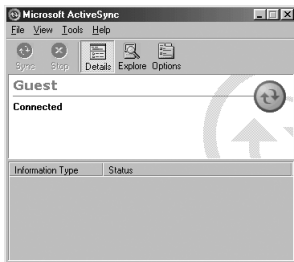 Microsoft ActiveSync
File View Tools Help
Sync Stop Details Explore Options
Guest
Connected
Information Type Status